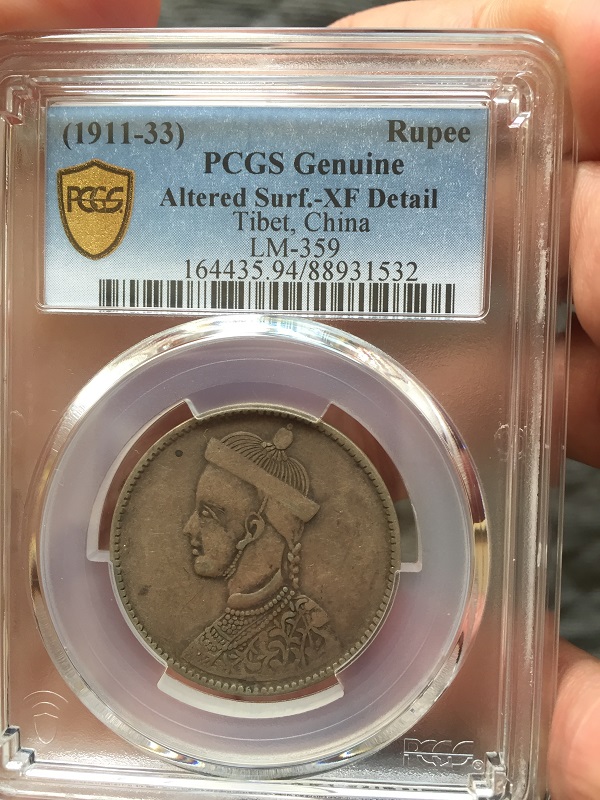 (1911-33) Rupee
PCGS Genuine
Altered Surf.-XF Detail
Tibet, China
LM-359
164435.94/88931532
PCGS
PCGS